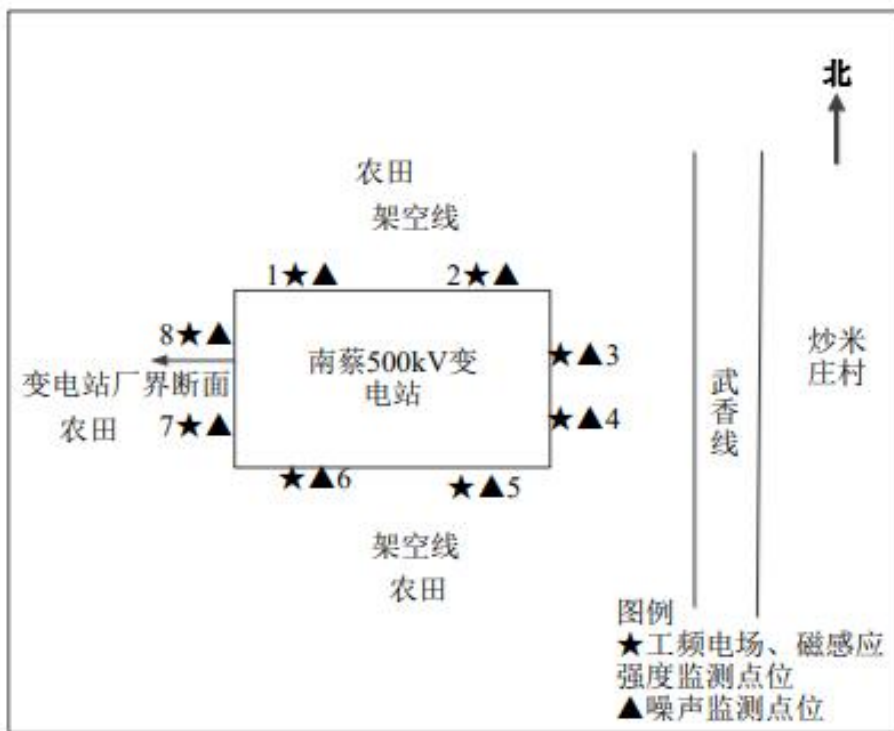 北
农田
架空线
1★▲
2★▲
8★▲
南蔡500kV变
电站
★▲3
变电站厂界断面
农田
7★▲
★▲4
★▲6
★▲5
架空线
农田
武香线
炒米
庄村
图例
★工频电场、磁感应
强度监测点位
▲噪声监测点位